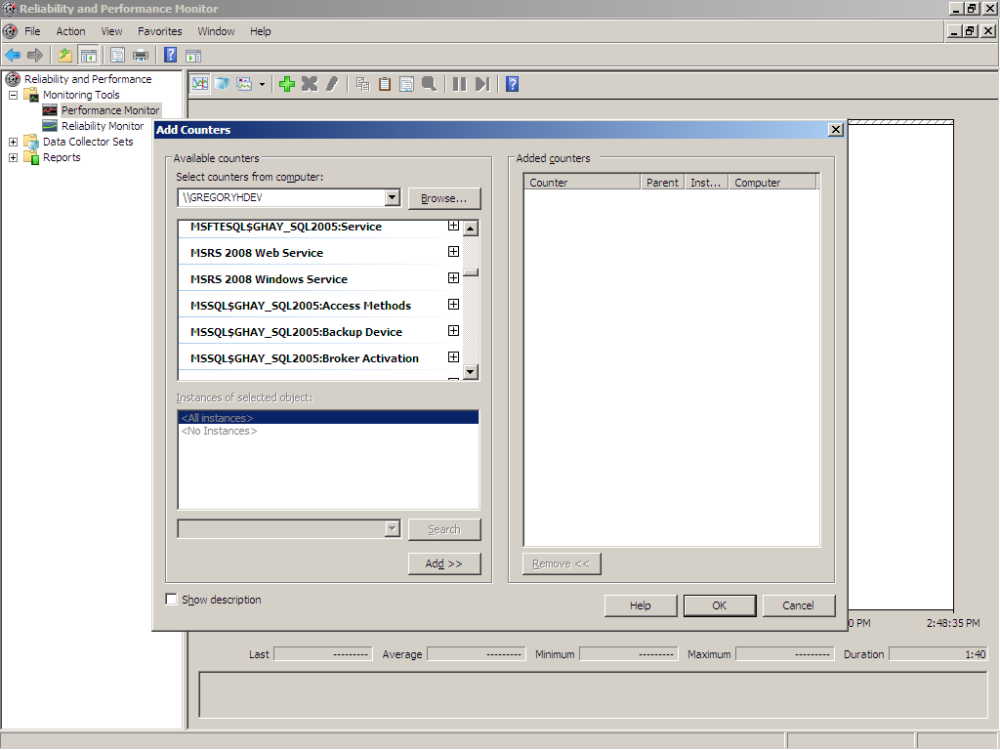 Reliability and Performance Monitor
File Action View Favorites Window Help
Reliability and Performance
Monitoring Tools
Performance Monitor
Reliability Monitor
Data Collector Sets
Reports
Add Counters
Available counters
Select counters from computer:
\\GREGORYHDEV
Browse...
MSFTESQL$GHAY_SQL2005:Service
MSRS 2008 Web Service
MSRS 2008 Windows Service
MSSQL$GHAY_SQL2005:Access Methods
MSSQL$GHAY_SQL2005:Backup Device
MSSQL$GHAY_SQL2005:Broker Activation
Instances of selected object:
<All instances>
<No Instances>
Search
Add >>
Added counters
Counter Parent Inst... Computer
Remove <<
Show description
Help OK Cancel
0 PM 2:48:35 PM
Last --------- Average --------- Minimum --------- Maximum --------- Duration 1:40